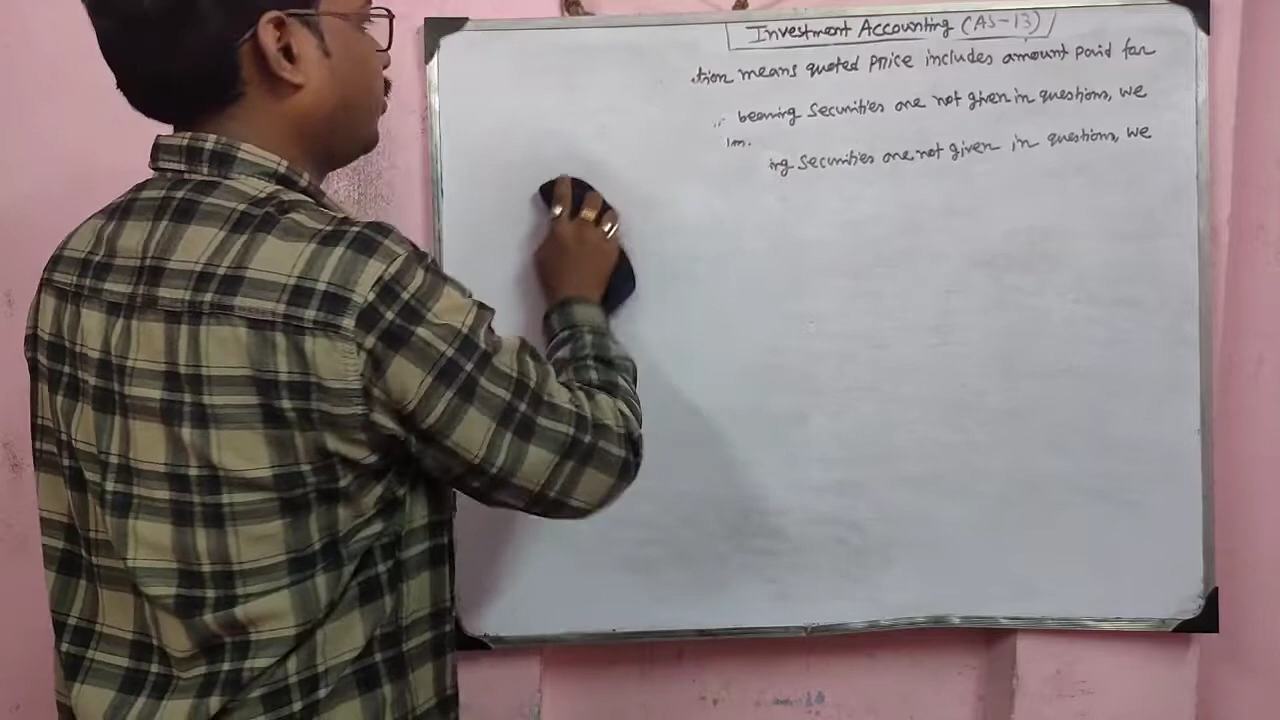 Investment Accounting (AS-13)
tion means quoted price includes amount paid for
bearing securities are not given in questions, we
ing securities are not given in questions, we